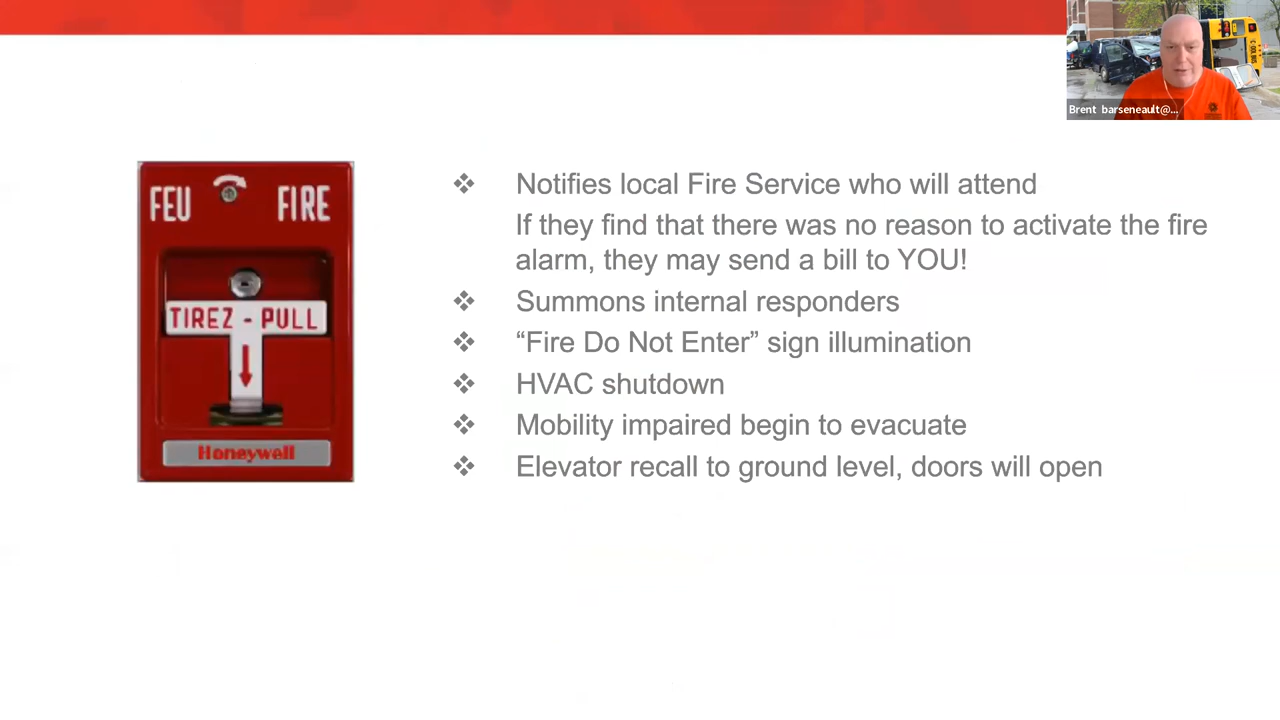 Brent barseneault@...
FEU FIRE
TIREZ - PULL
Honeywell
❖ Notifies local Fire Service who will attend
If they find that there was no reason to activate the fire
alarm, they may send a bill to YOU!
❖ Summons internal responders
❖ “Fire Do Not Enter” sign illumination
❖ HVAC shutdown
❖ Mobility impaired begin to evacuate
❖ Elevator recall to ground level, doors will open